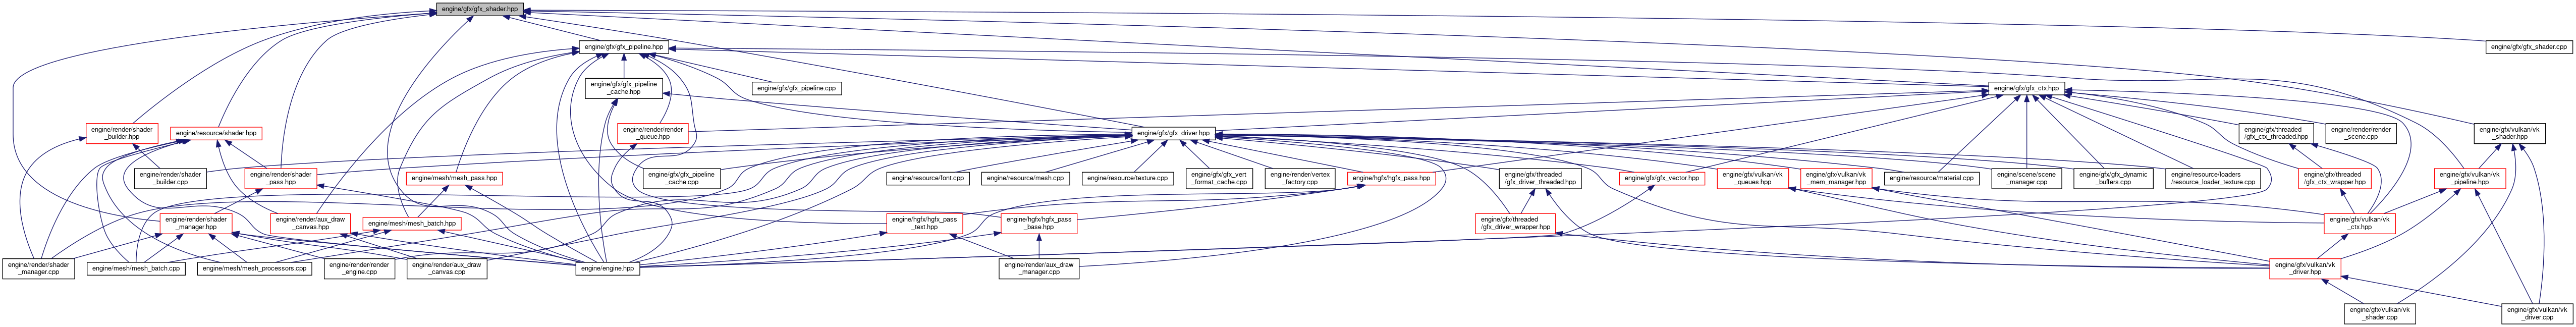 engine/gfx/gfx_shader.hpp
engine/gfx/gfx_pipeline.hpp
engine/gfx/gfx_shader.cpp
engine/gfx/gfx_pipeline
_cache.hpp
engine/gfx/gfx_pipeline.cpp
engine/gfx/gfx_ctx.hpp
engine/render/shader
_builder.hpp
engine/resource/shader.hpp
engine/render/render
_queue.hpp
engine/gfx/gfx_driver.hpp
engine/gfx/threaded
/gfx_ctx_threaded.hpp
engine/render/render
_scene.cpp
engine/gfx/vulkan/vk
_shader.hpp
engine/render/shader
_builder.cpp
engine/render/shader
_pass.hpp
engine/mesh/mesh_pass.hpp
engine/gfx/gfx_pipeline
_cache.cpp
engine/resource/font.cpp
engine/resource/mesh.cpp
engine/resource/texture.cpp
engine/gfx/gfx_vert
_format_cache.cpp
engine/render/vertex
_factory.cpp
engine/hgfx/hgfx_pass.hpp
engine/gfx/threaded
/gfx_driver_threaded.hpp
engine/gfx/gfx_vector.hpp
engine/gfx/vulkan/vk
_queues.hpp
engine/gfx/vulkan/vk
_mem_manager.hpp
engine/resource/material.cpp
engine/scene/scene
_manager.cpp
engine/gfx/gfx_dynamic
_buffers.cpp
engine/resource/loaders
/resource_loader_texture.cpp
engine/gfx/threaded
/gfx_ctx_wrapper.hpp
engine/gfx/vulkan/vk
_pipeline.hpp
engine/render/shader
_manager.hpp
engine/render/aux_draw
_canvas.hpp
engine/mesh/mesh_batch.hpp
engine/hgfx/hgfx_pass
_text.hpp
engine/hgfx/hgfx_pass
_base.hpp
engine/gfx/threaded
/gfx_driver_wrapper.hpp
engine/gfx/vulkan/vk
_ctx.hpp
engine/render/shader
_manager.cpp
engine/mesh/mesh_batch.cpp
engine/mesh/mesh_processors.cpp
engine/render/render
_engine.cpp
engine/render/aux_draw
_canvas.cpp
engine/engine.hpp
engine/render/aux_draw
_manager.cpp
engine/gfx/vulkan/vk
_driver.hpp
engine/gfx/vulkan/vk
_shader.cpp
engine/gfx/vulkan/vk
_driver.cpp